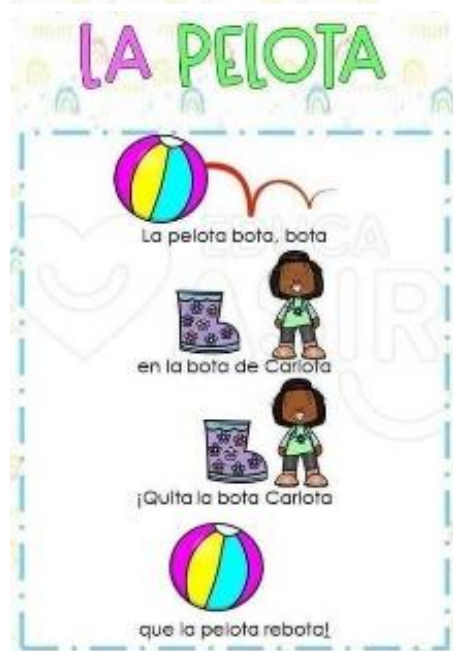 LA PELOTA
EDUCA
La pelota bota, bota
en la bota de Carlota
¡Quita la bota Carlota
que la pelota rebota!